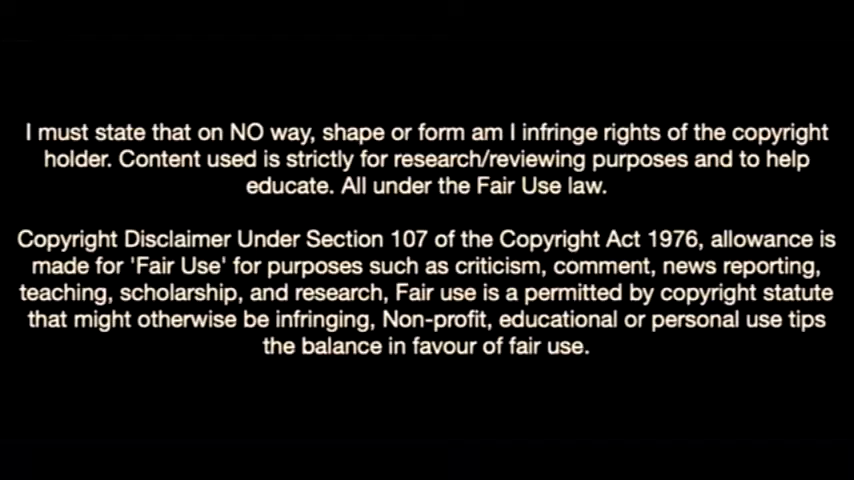 I must state that on NO way, shape or form am I infringe rights of the copyright
holder. Content used is strictly for research/reviewing purposes and to help
educate. All under the Fair Use law.
Copyright Disclaimer Under Section 107 of the Copyright Act 1976, allowance is
made for 'Fair Use' for purposes such as criticism, comment, news reporting,
teaching, scholarship, and research, Fair use is a permitted by copyright statute
that might otherwise be infringing, Non-profit, educational or personal use tips
the balance in favour of fair use.